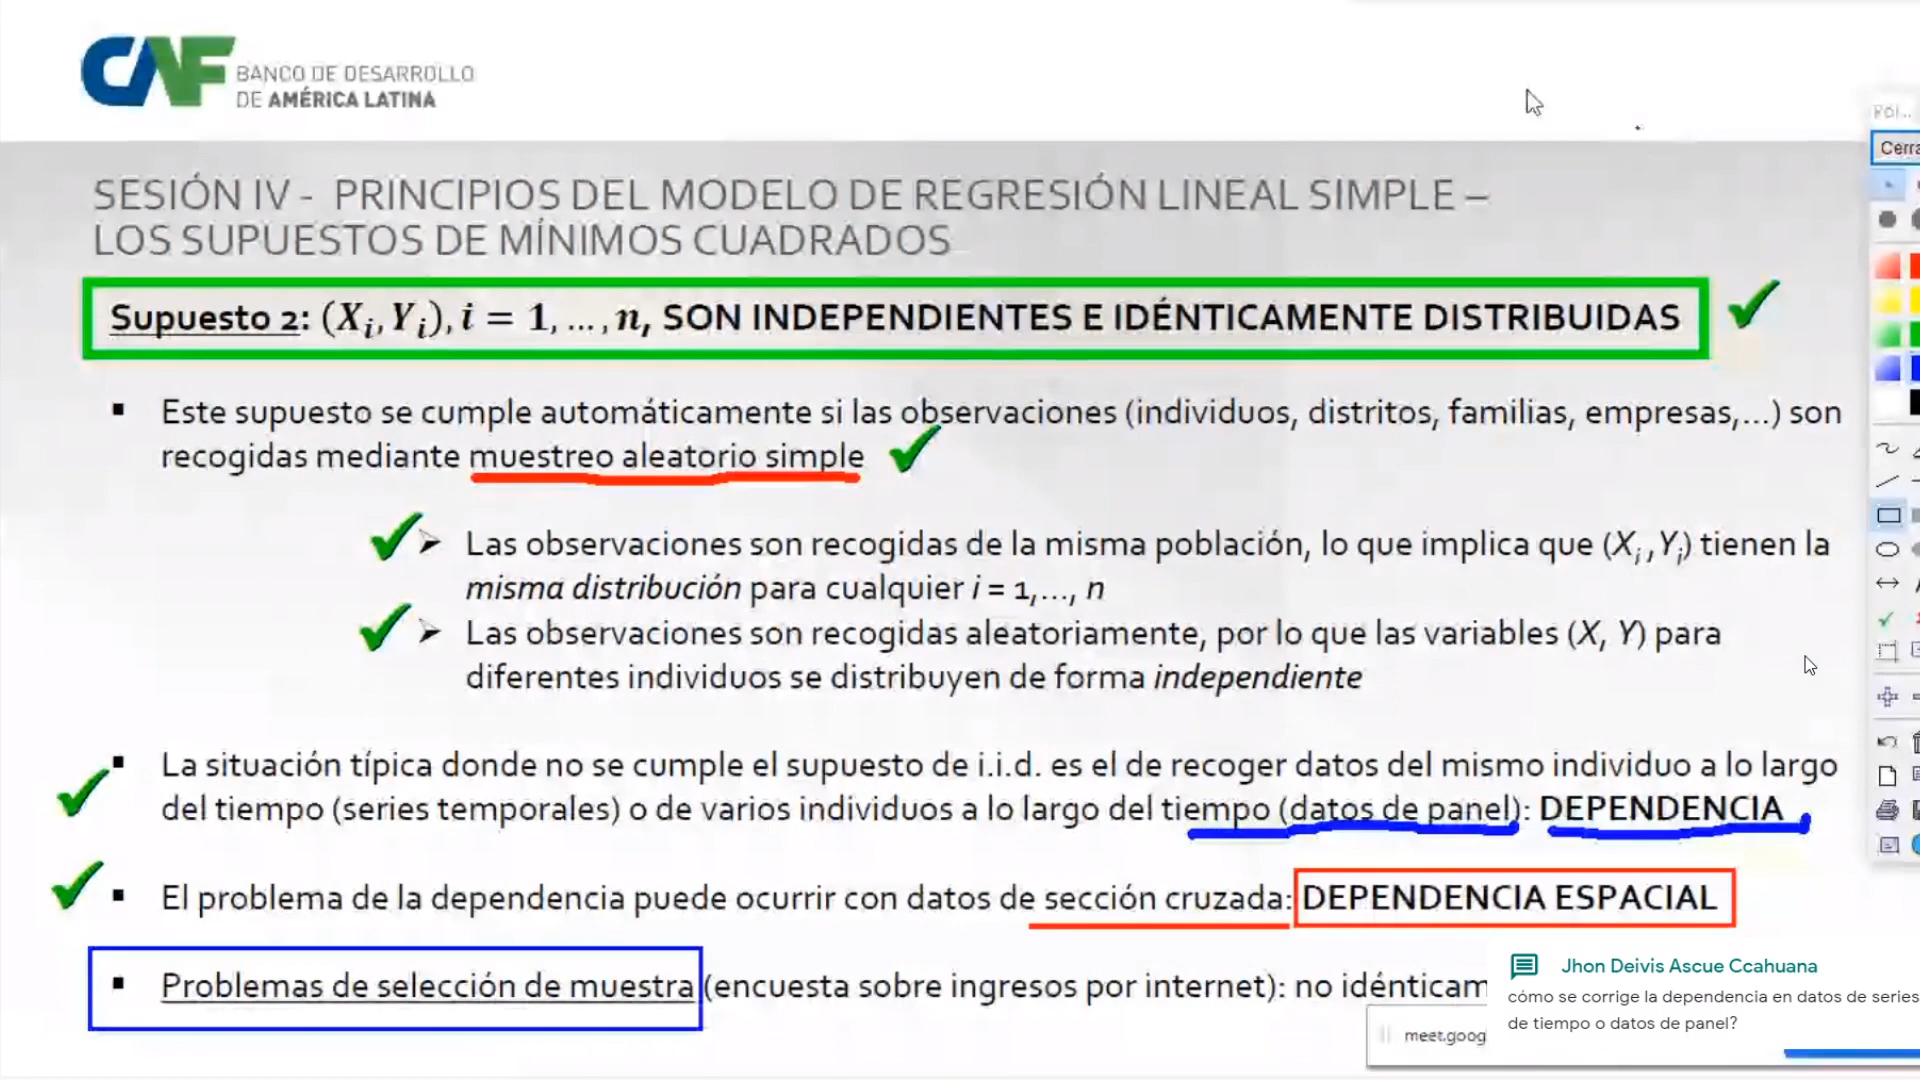 CAF BANCO DE DESARROLLO
DE AMÉRICA LATINA
SESIÓN IV - PRINCIPIOS DEL MODELO DE REGRESIÓN LINEAL SIMPLE –
LOS SUPUESTOS DE MÍNIMOS CUADRADOS
Supuesto 2: (Xi, Yi), i = 1, … , n, SON INDEPENDIENTES E IDÉNTICAMENTE DISTRIBUIDAS
▪ Este supuesto se cumple automáticamente si las observaciones (individuos, distritos, familias, empresas,…) son
recogidas mediante muestreo aleatorio simple
➢ Las observaciones son recogidas de la misma población, lo que implica que (Xi, Yi) tienen la
misma distribución para cualquier i = 1,…, n
➢ Las observaciones son recogidas aleatoriamente, por lo que las variables (X, Y) para
diferentes individuos se distribuyen de forma independiente
▪ La situación típica donde no se cumple el supuesto de i.i.d. es el de recoger datos del mismo individuo a lo largo
del tiempo (series temporales) o de varios individuos a lo largo del tiempo (datos de panel): DEPENDENCIA
▪ El problema de la dependencia puede ocurrir con datos de sección cruzada: DEPENDENCIA ESPACIAL
▪ Problemas de selección de muestra (encuesta sobre ingresos por internet): no idénticam
Jhon Deivis Ascue Ccahuana
cómo se corrige la dependencia en datos de series
de tiempo o datos de panel?
meet.goog
Cerra